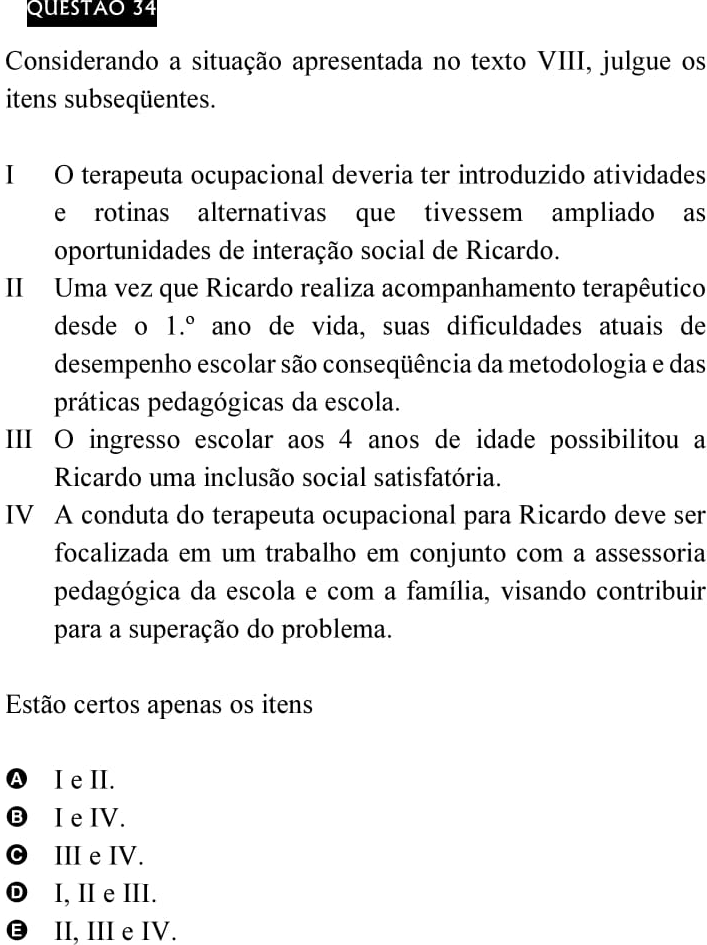 QUESTÃO 34
Considerando a situação apresentada no texto VIII, julgue os
itens subseqüentes.
I O terapeuta ocupacional deveria ter introduzido atividades
e rotinas alternativas que tivessem ampliado as
oportunidades de interação social de Ricardo.
II Uma vez que Ricardo realiza acompanhamento terapêutico
desde o 1.º ano de vida, suas dificuldades atuais de
desempenho escolar são conseqüência da metodologia e das
práticas pedagógicas da escola.
III O ingresso escolar aos 4 anos de idade possibilitou a
Ricardo uma inclusão social satisfatória.
IV A conduta do terapeuta ocupacional para Ricardo deve ser
focalizada em um trabalho em conjunto com a assessoria
pedagógica da escola e com a família, visando contribuir
para a superação do problema.
Estão certos apenas os itens
A I e II.
B I e IV.
C III e IV.
D I, II e III.
E II, III e IV.